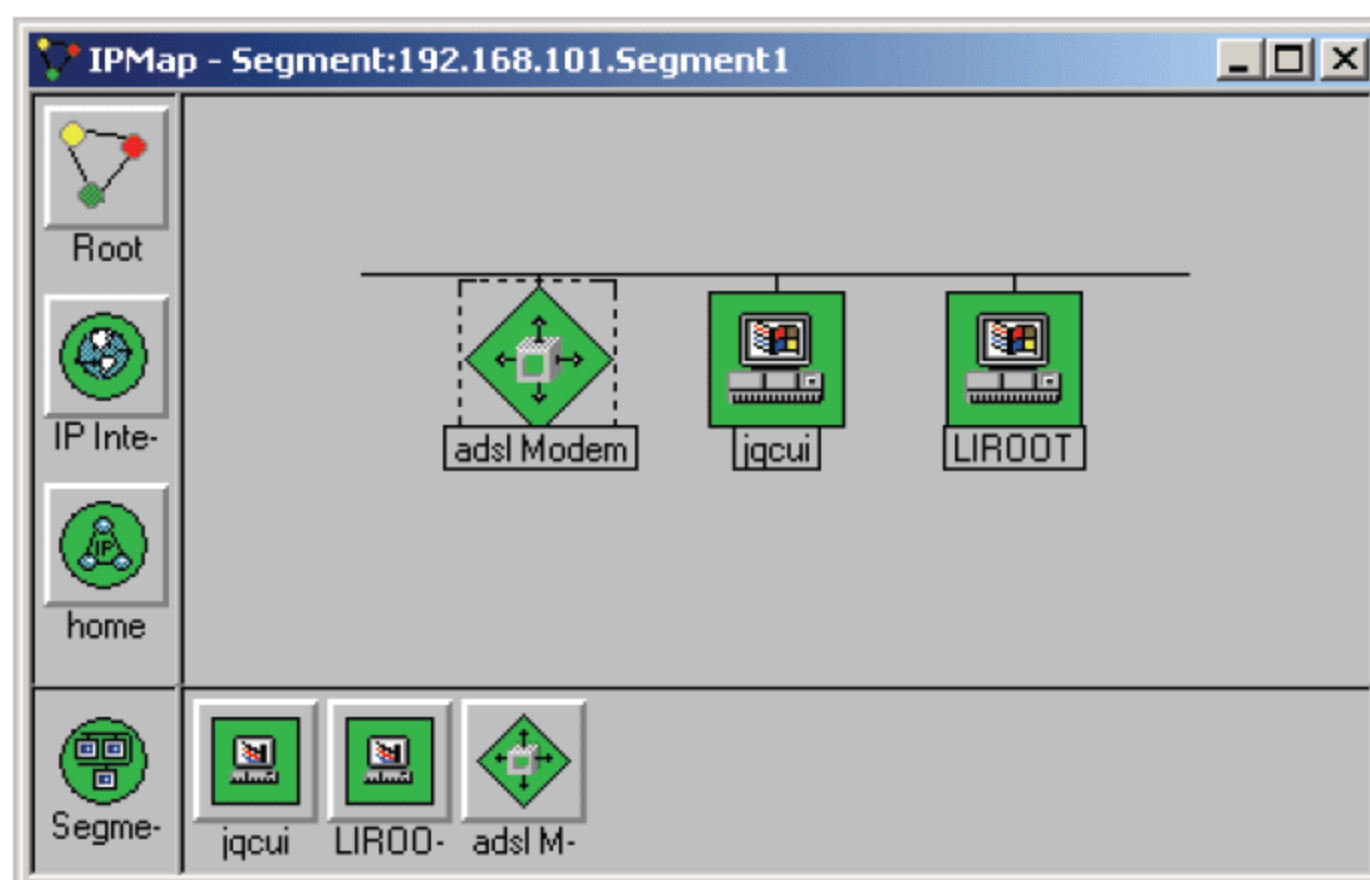 IPMap - Segment:192.168.101.Segment1
Root
IP Inte-
home
adsl Modem
jqcui
LIROOT
Segme-
jqcui
LIROO-
adsl M-